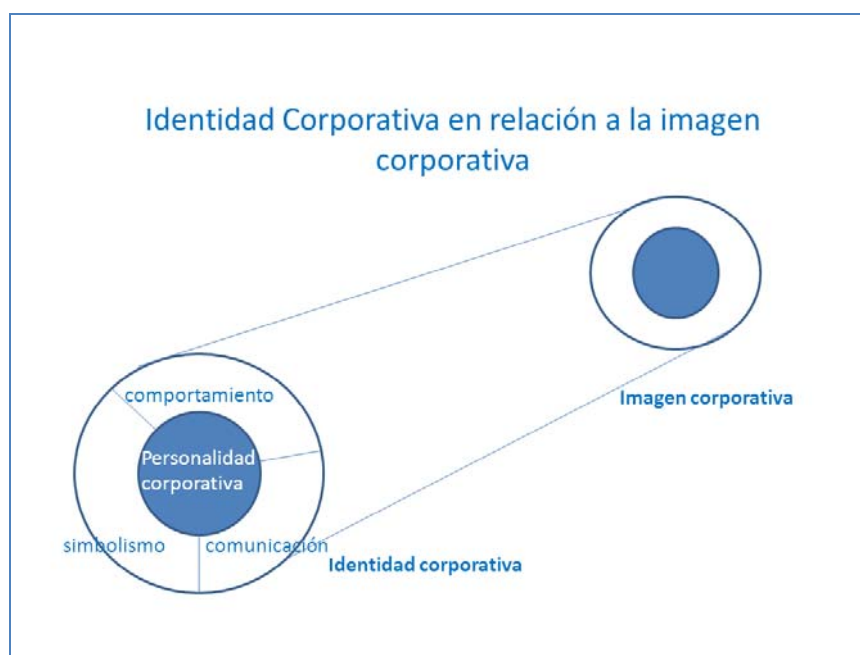 Identidad Corporativa en relación a la imagen
corporativa
comportamiento
Imagen corporativa
Personalidad
corporativa
simbolismo
comunicación
Identidad corporativa